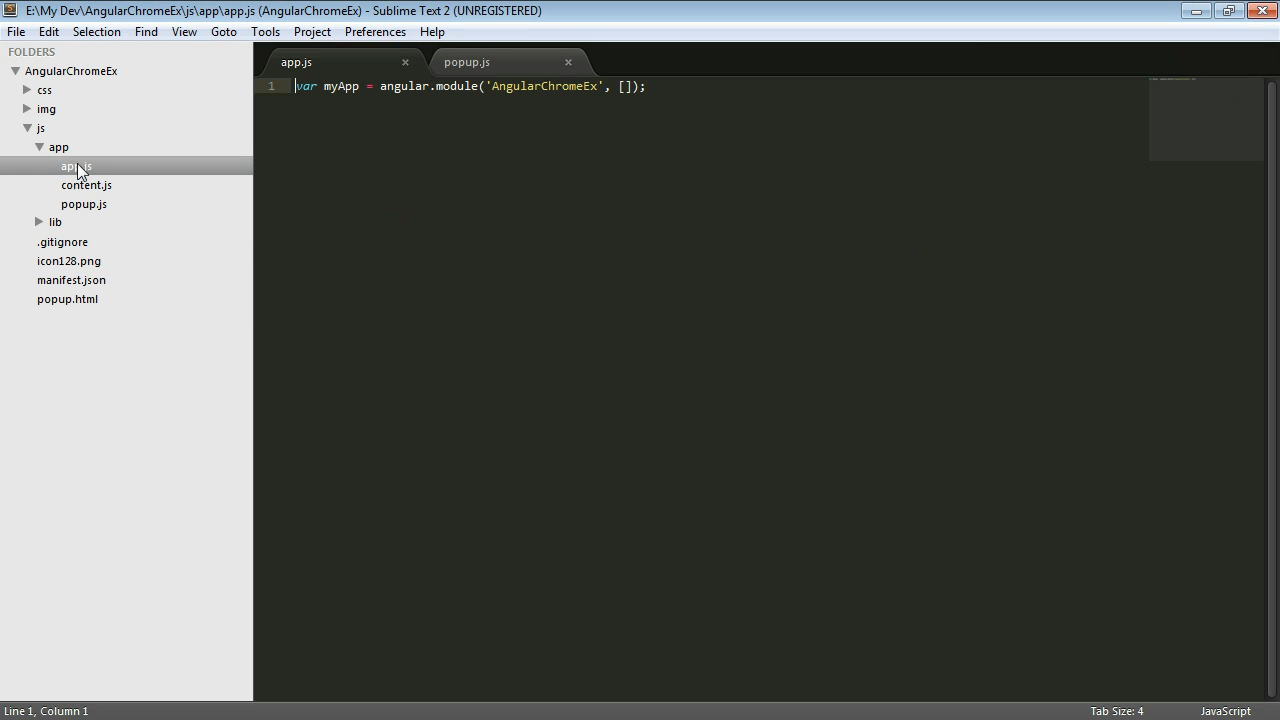 E:\My Dev\AngularChromeEx\js\app\app.js (AngularChromeEx) - Sublime Text 2 (UNREGISTERED)
File Edit Selection Find View Goto Tools Project Preferences Help
FOLDERS
AngularChromeEx
css
img
js
app
app.js
content.js
popup.js
lib
.gitignore
icon128.png
manifest.json
popup.html
app.js × popup.js ×
1 var myApp = angular.module('AngularChromeEx', []);
Line 1, Column 1 Tab Size: 4 JavaScript